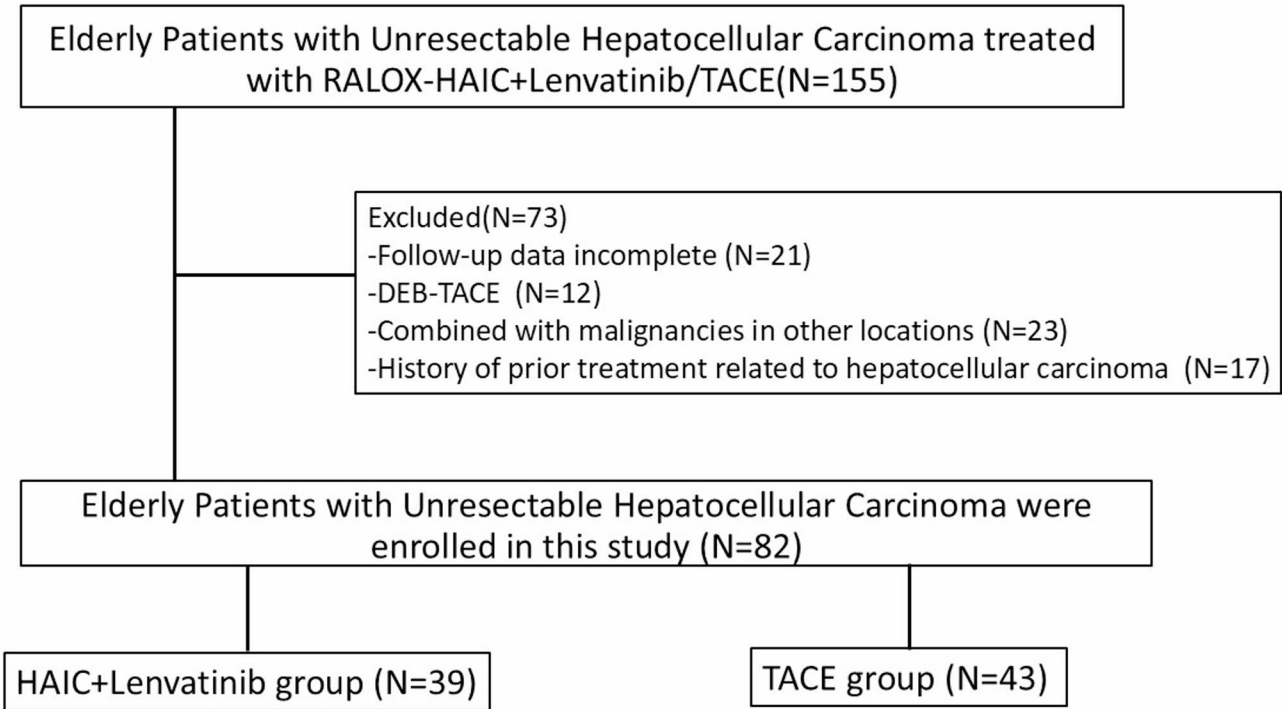 Elderly Patients with Unresectable Hepatocellular Carcinoma treated
with RALOX-HAIC+Lenvatinib/TACE(N=155)
Excluded(N=73)
-Follow-up data incomplete (N=21)
-DEB-TACE (N=12)
-Combined with malignancies in other locations (N=23)
-History of prior treatment related to hepatocellular carcinoma (N=17)
Elderly Patients with Unresectable Hepatocellular Carcinoma were
enrolled in this study (N=82)
HAIC+Lenvatinib group (N=39)
TACE group (N=43)